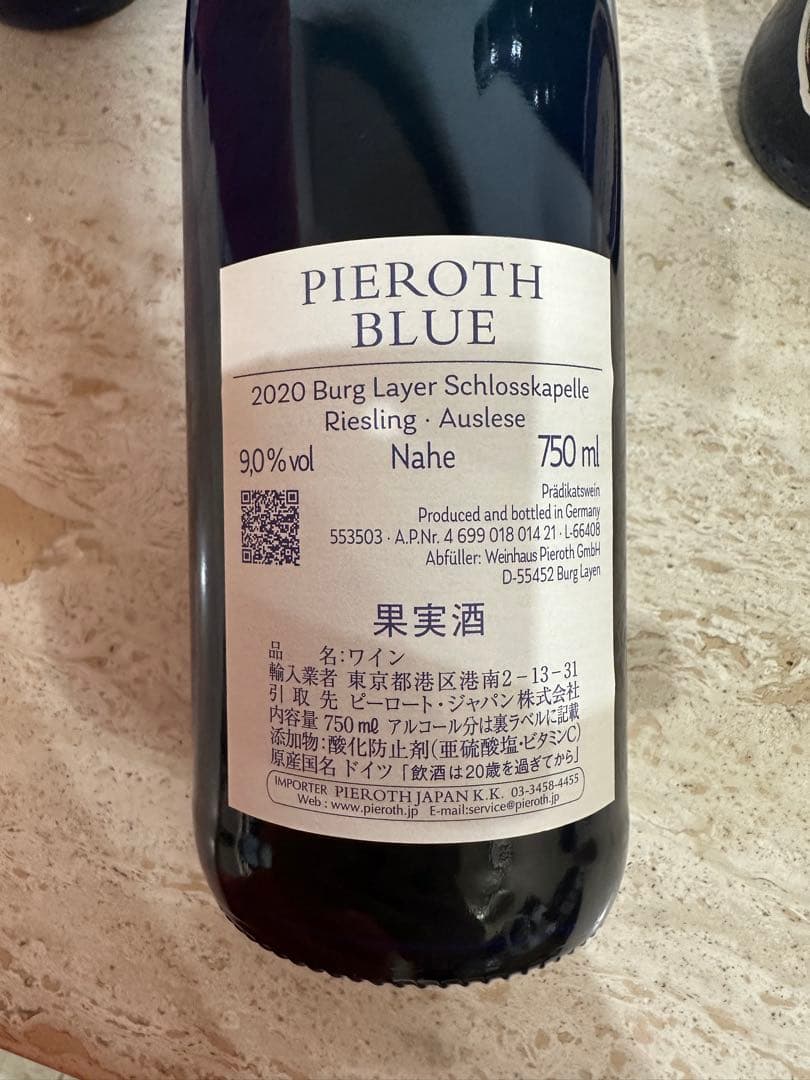 PIEROTH
BLUE
2020 Burg Layer Schlosskapelle
Riesling · Auslese
9,0 % vol Nahe 750 ml
Prädikatswein
Produced and bottled in Germany
553503 · A.P.Nr. 4 699 018 014 21 · L-66408
Abfüller: Weinhaus Pieroth GmbH
D-55452 Burg Layen
果実酒
品 名:ワイン
輸入業者 東京都港区港南2-13-31
引取先 ピーロート・ジャパン株式会社
内容量 750 mℓ アルコール分は裏ラベルに記載
添加物:酸化防止剤(亜硫酸塩・ビタミンC)
原産国名 ドイツ「飲酒は20歳を過ぎてから」
IMPORTER PIEROTH JAPAN K.K. 03-3458-4455
Web : www.pieroth.jp E-mail:service@pieroth.jp